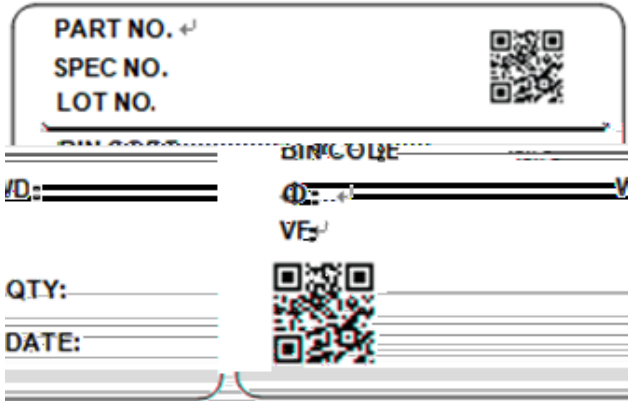 PART NO.
SPEC NO.
LOT NO.
BIN CODE
WD:
Φ:
VF:
QTY:
DATE: